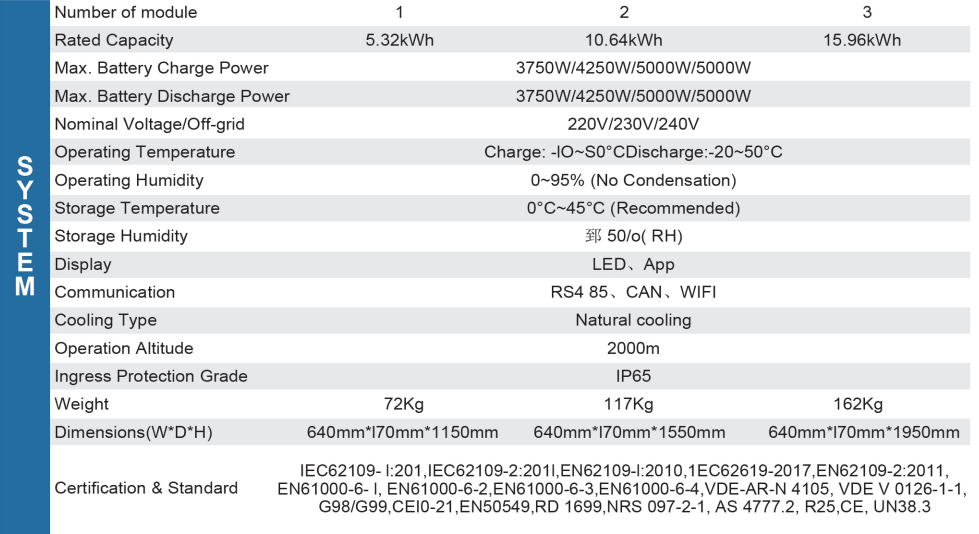 SYSTEM
Number of module 1 2 3
Rated Capacity 5.32kWh 10.64kWh 15.96kWh
Max. Battery Charge Power 3750W/4250W/5000W/5000W
Max. Battery Discharge Power 3750W/4250W/5000W/5000W
Nominal Voltage/Off-grid 220V/230V/240V
Operating Temperature Charge: -lO~S0°CDischarge:-20~50°C
Operating Humidity 0~95% (No Condensation)
Storage Temperature 0°C~45°C (Recommended)
Storage Humidity 郅 50/o( RH)
Display LED、App
Communication RS4 85、CAN、WIFI
Cooling Type Natural cooling
Operation Altitude 2000m
Ingress Protection Grade IP65
Weight 72Kg 117Kg 162Kg
Dimensions(W*D*H) 640mm*l70mm*1150mm 640mm*l70mm*1550mm 640mm*l70mm*1950mm
Certification & Standard
IEC62109- l:201,IEC62109-2:201l,EN62109-l:2010,1EC62619-2017,EN62109-2:2011,
EN61000-6- l, EN61000-6-2,EN61000-6-3,EN61000-6-4,VDE-AR-N 4105, VDE V 0126-1-1,
G98/G99,CEI0-21,EN50549,RD 1699,NRS 097-2-1, AS 4777.2, R25,CE, UN38.3